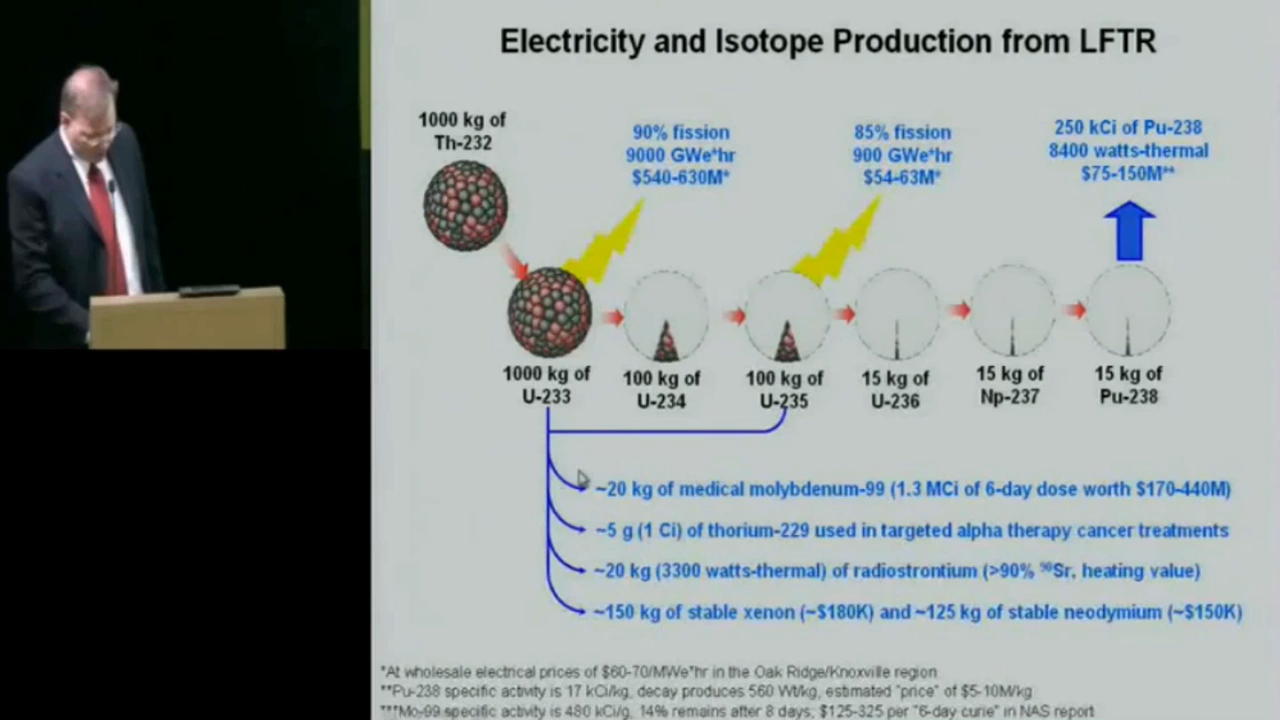 Electricity and Isotope Production from LFTR
1000 kg of
Th-232
90% fission
9000 GWe*hr
$540-630M*
85% fission
900 GWe*hr
$54-63M*
250 kCi of Pu-238
8400 watts-thermal
$75-150M**
1000 kg of
U-233
100 kg of
U-234
100 kg of
U-235
15 kg of
U-236
15 kg of
Np-237
15 kg of
Pu-238
~20 kg of medical molybdenum-99 (1.3 MCi of 6-day dose worth $170-440M)
~5 g (1 Ci) of thorium-229 used in targeted alpha therapy cancer treatments
~20 kg (3300 watts-thermal) of radiostrontium (>90% ⁹⁰Sr, heating value)
~150 kg of stable xenon (~$180K) and ~125 kg of stable neodymium (~$150K)
*At wholesale electrical prices of $60-70/MWe*hr in the Oak Ridge/Knoxville region
**Pu-238 specific activity is 17 kCi/kg, decay produces 560 Wt/kg, estimated "price" of $5-10M/kg
***Mo-99 specific activity is 480 kCi/g, 14% remains after 8 days; $125-325 per "6-day curie" in NAS report